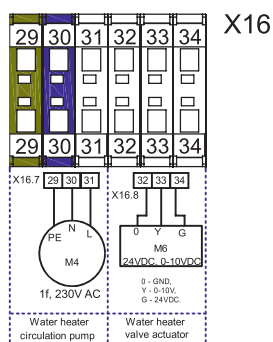 X16
29 30 31 32 33 34
29 30 31 32 33 34
X16.7 29 30 31
32 33 34
X16.8
PE N L
M4
1f, 230V AC
0 Y G
M6
24VDC, 0-10VDC
0 - GND,
Y - 0-10V,
G - 24VDC.
Water heater
circulation pump
Water heater
valve actuator